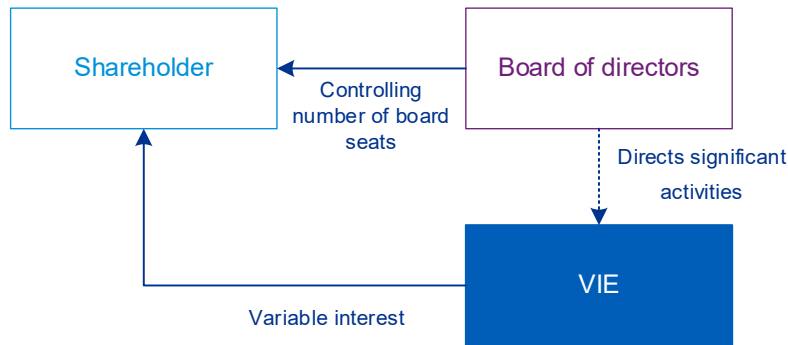 Shareholder
Board of directors
Controlling
number of board
seats
Directs significant
activities
VIE
Variable interest